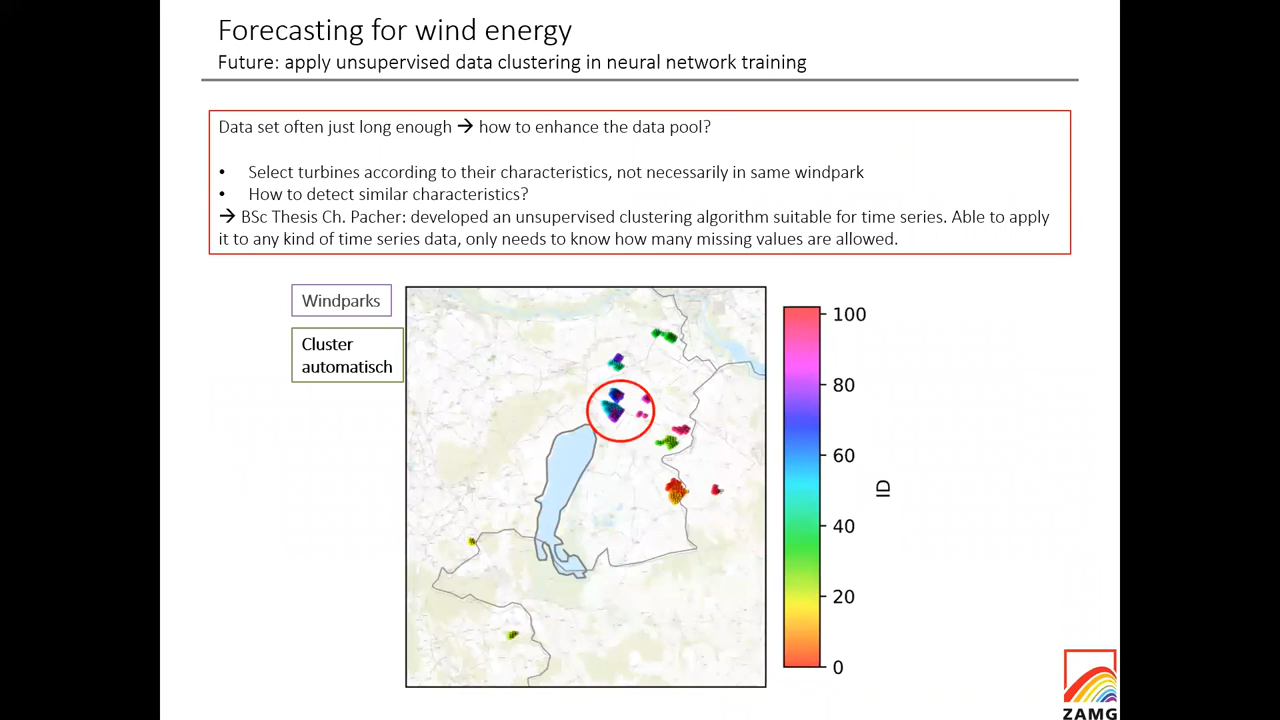 Forecasting for wind energy
Future: apply unsupervised data clustering in neural network training
Data set often just long enough → how to enhance the data pool?
• Select turbines according to their characteristics, not necessarily in same windpark
• How to detect similar characteristics?
→ BSc Thesis Ch. Pacher: developed an unsupervised clustering algorithm suitable for time series. Able to apply
it to any kind of time series data, only needs to know how many missing values are allowed.
Windparks
Cluster
automatisch
100
80
60
40
20
0
ID
ZAMG